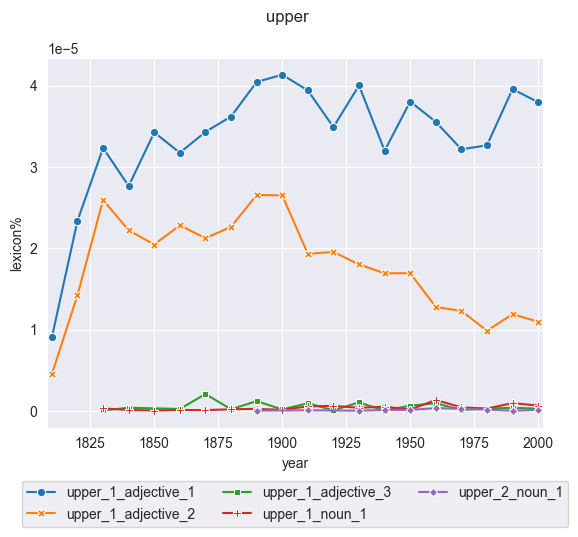 upper
1e−5
4
3
2
1
0
lexicon%
1825 1850 1875 1900 1925 1950 1975 2000
year
upper_1_adjective_1 upper_1_adjective_3 upper_2_noun_1
upper_1_adjective_2 upper_1_noun_1